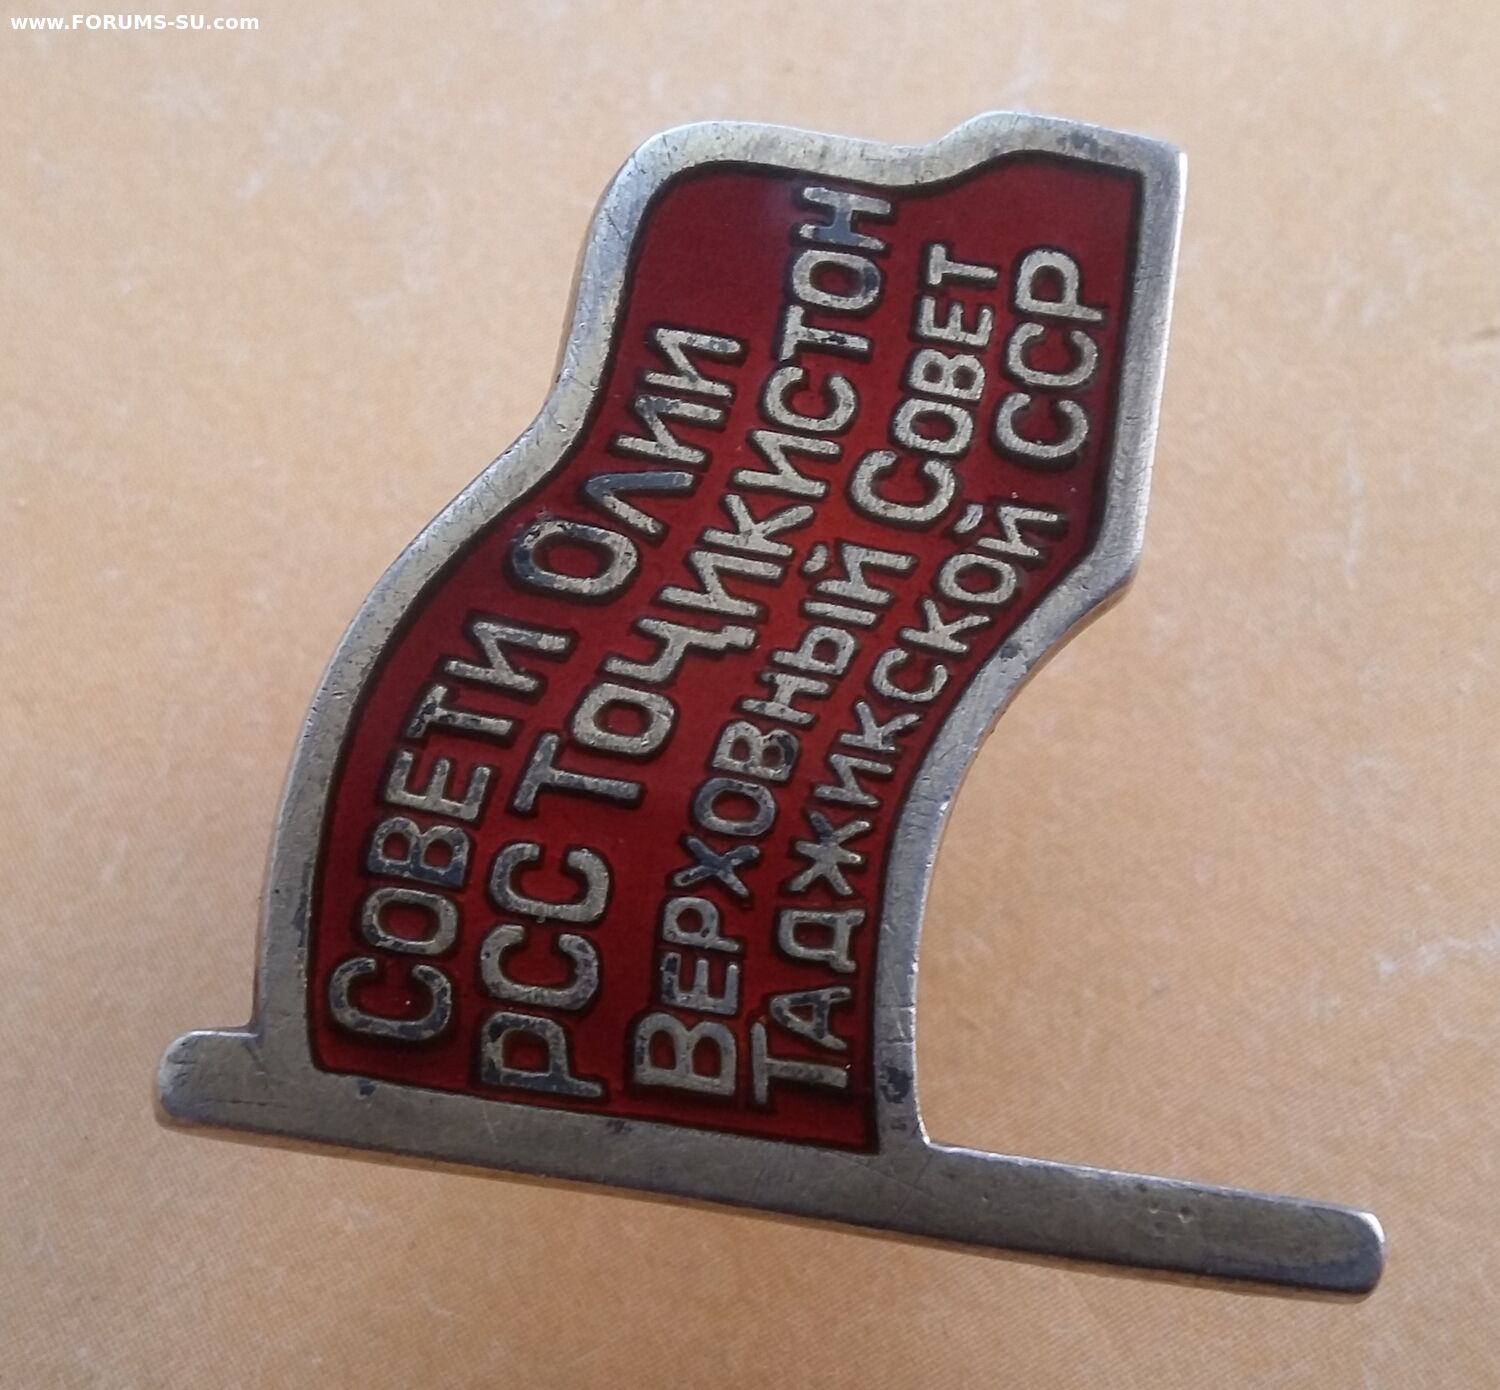 www.FORUMS-SU.com
СОВЕТИ ОЛИИ
РСС ТОҶИКИСТОН
ВЕРХОВНЫЙ СОВЕТ
ТАДЖИКСКОЙ ССР